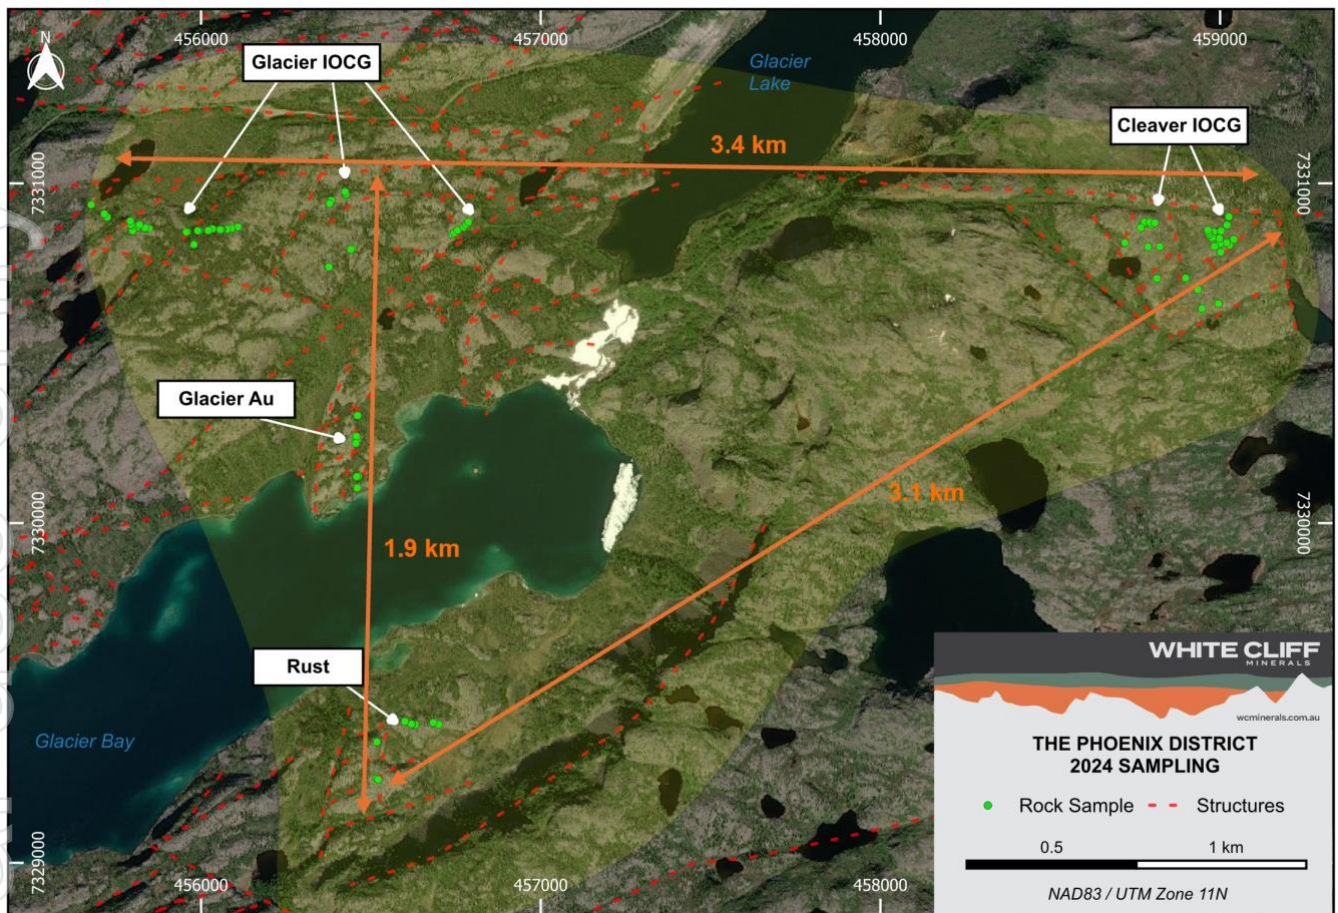 N
456000
457000
458000
459000
Glacier IOCG
Glacier
Lake
Cleaver IOCG
3.4 km
7331000
7331000
Glacier Au
3.1 km
7330000
7330000
1.9 km
Rust
Glacier Bay
7329000
456000
457000
458000
WHITE CLIFF
MINERALS
wcminerals.com.au
THE PHOENIX DISTRICT
2024 SAMPLING
Rock Sample
Structures
0.5
1 km
NAD83 / UTM Zone 11N